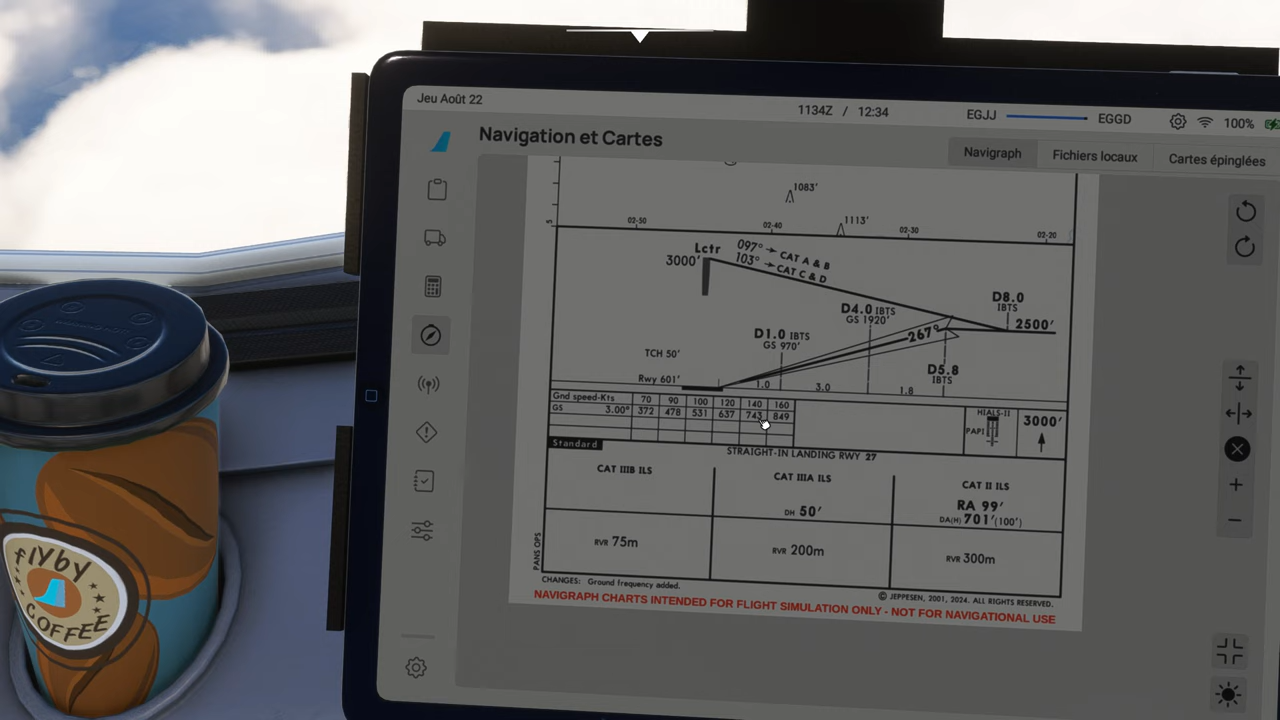 Jeu Août 22
1134Z / 12:34
EGJJ
EGGD
100%
Navigation et Cartes
Navigraph
Fichiers locaux
Cartes épinglées
1083'
1113'
.5
02-50
02-40
02-30
02-20
Lctr
3000'
097° → CAT A & B
103° → CAT C & D
D8.0
IBTS
2500'
D4.0 IBTS
GS 1920'
267°
D1.0 IBTS
GS 970'
D5.8
IBTS
TCH 50'
Rwy 601'
1.0
3.0
1.8
Gnd speed-Kts 70 90 100 120 140 160
GS 3.00° 372 478 531 637 743 849
HIALS-II
PAPI
3000'
Standard
STRAIGHT-IN LANDING RWY 27
CAT IIIB ILS
CAT IIIA ILS
CAT II ILS
DH 50'
RA 99'
DA(H) 701'(100')
RVR 75m
RVR 200m
RVR 300m
PANS OPS
CHANGES: Ground frequency added.
© JEPPESEN, 2001, 2024. ALL RIGHTS RESERVED.
NAVIGRAPH CHARTS INTENDED FOR FLIGHT SIMULATION ONLY - NOT FOR NAVIGATIONAL USE
flyby
COFFEE